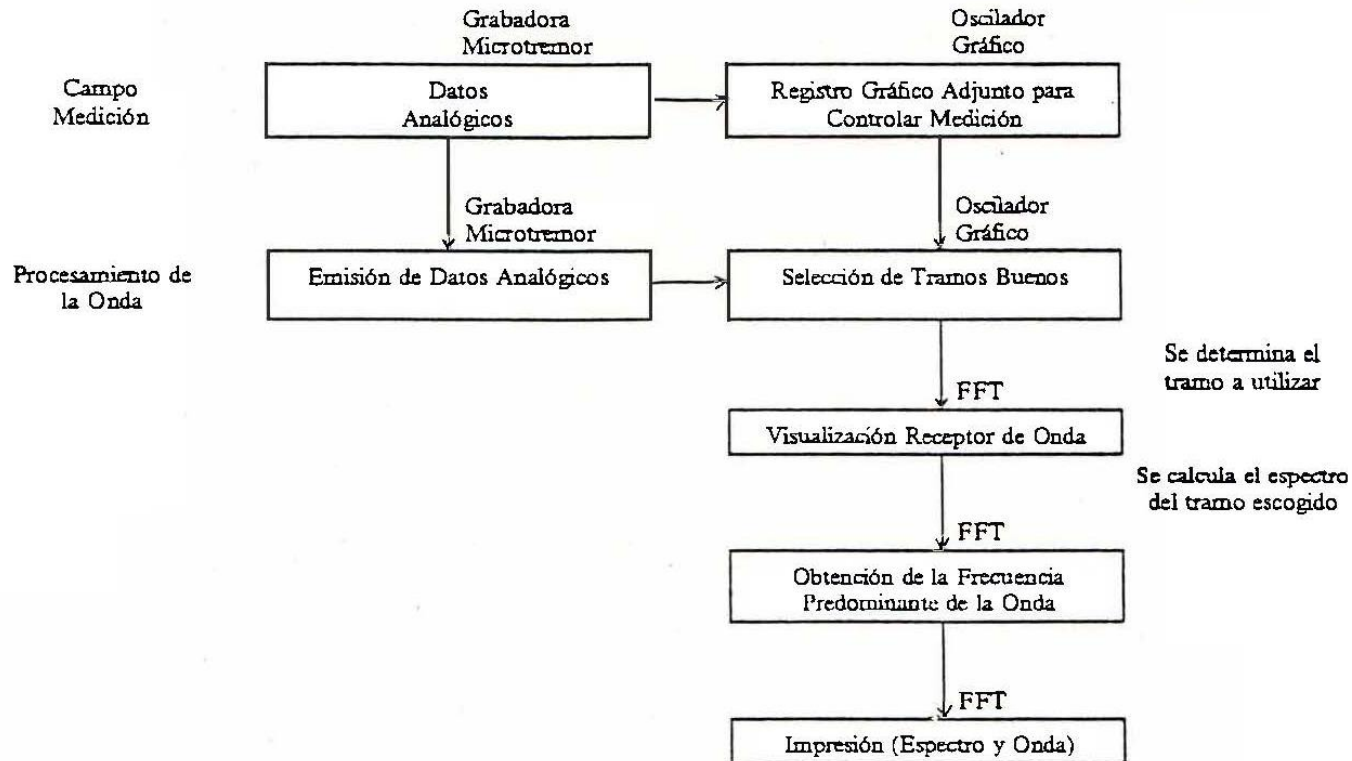 Grabadora
Microtremor
Oscilador
Gráfico
Campo
Medición
Datos
Analógicos
Registro Gráfico Adjunto para
Controlar Medición
Grabadora
Microtremor
Oscilador
Gráfico
Procesamiento de
la Onda
Emisión de Datos Analógicos
Selección de Tramos Buenos
Se determina el
tramo a utilizar
FFT
Visualización Receptor de Onda
Se calcula el espectro
del tramo escogido
FFT
Obtención de la Frecuencia
Predominante de la Onda
FFT
Impresión (Espectro y Onda)